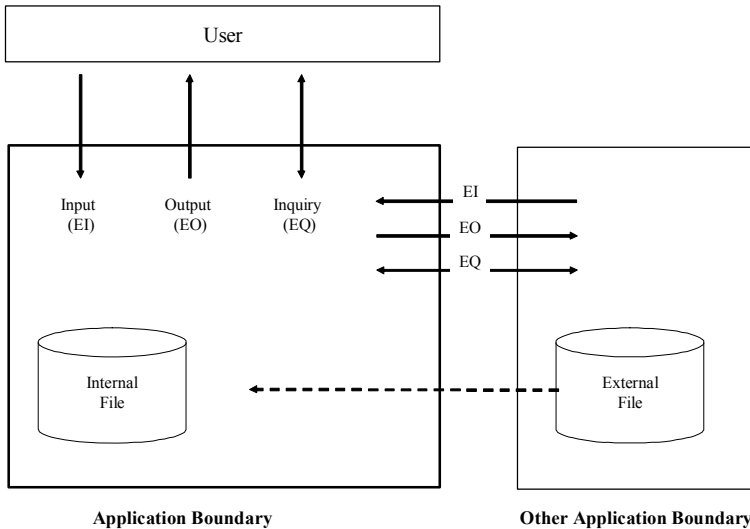 User
Input
(EI)
Output
(EO)
Inquiry
(EQ)
EI
EO
EQ
Internal
File
External
File
Application Boundary
Other Application Boundary